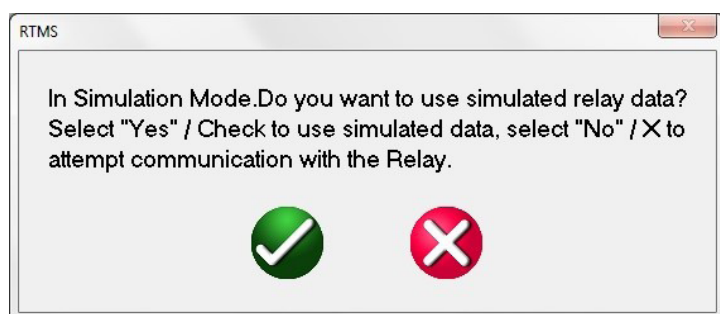 RTMS
In Simulation Mode.Do you want to use simulated relay data?
Select "Yes" / Check to use simulated data, select "No" / X to
attempt communication with the Relay.